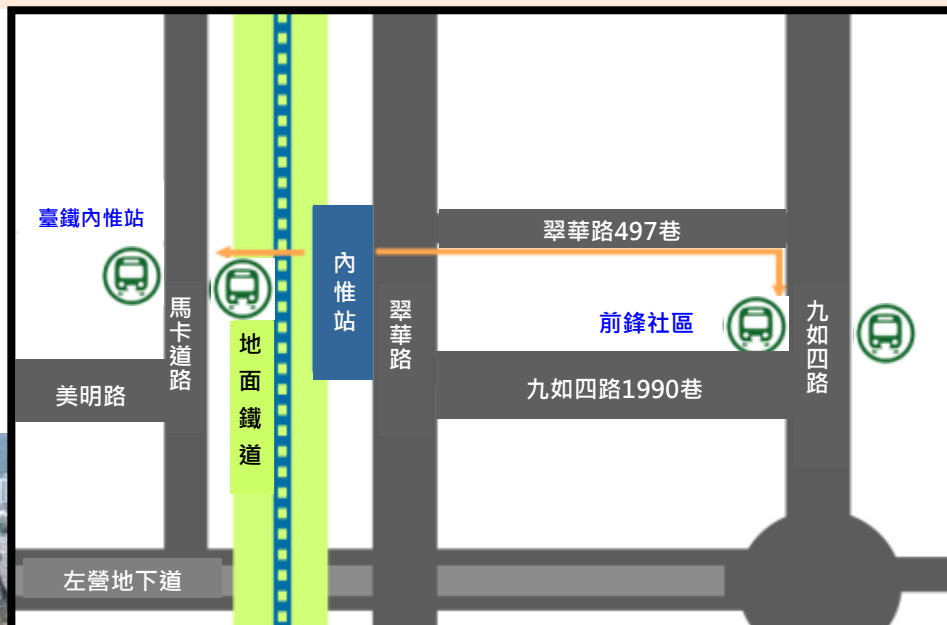 翠華路497巷
臺鐵內惟站
內惟站
馬卡道路
翠華路
九如四路
前鋒社區
地面鐵道
美明路
九如四路1990巷
左營地下道